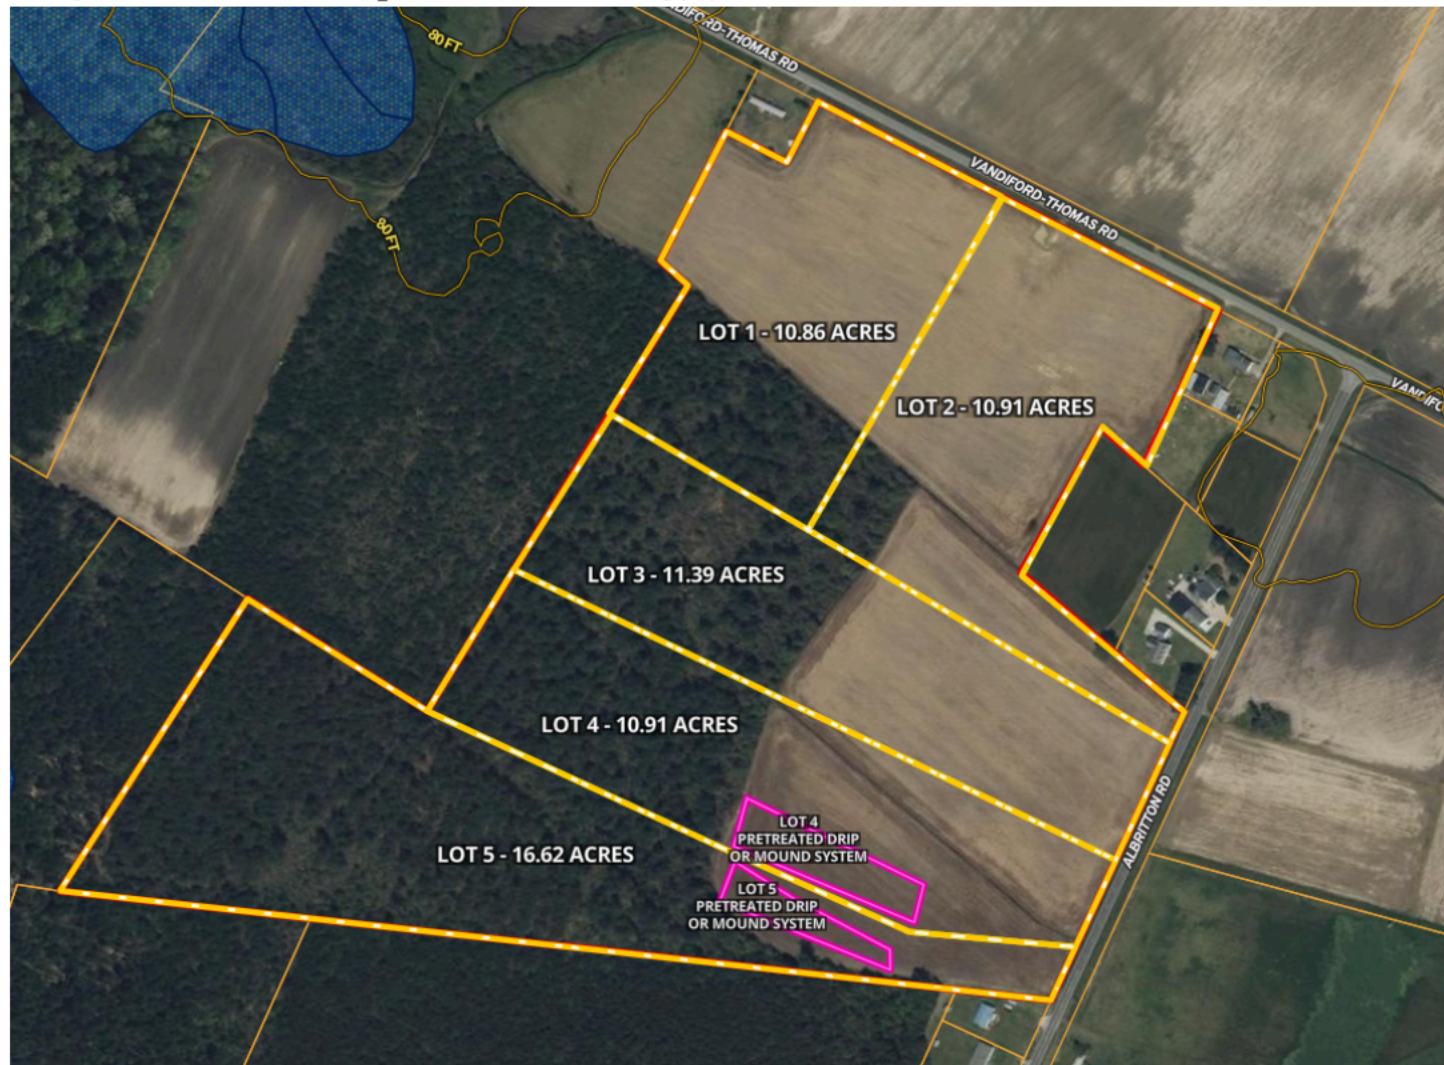 80 FT
VANDIFORD-THOMAS RD
VANDIFORD-THOMAS RD
80 FT
LOT 1 - 10.86 ACRES
LOT 2 - 10.91 ACRES
LOT 3 - 11.39 ACRES
LOT 4 - 10.91 ACRES
ALBRITTON RD
LOT 4
PRETREATED DRIP
OR MOUND SYSTEM
LOT 5 - 16.62 ACRES
LOT 5
PRETREATED DRIP
OR MOUND SYSTEM